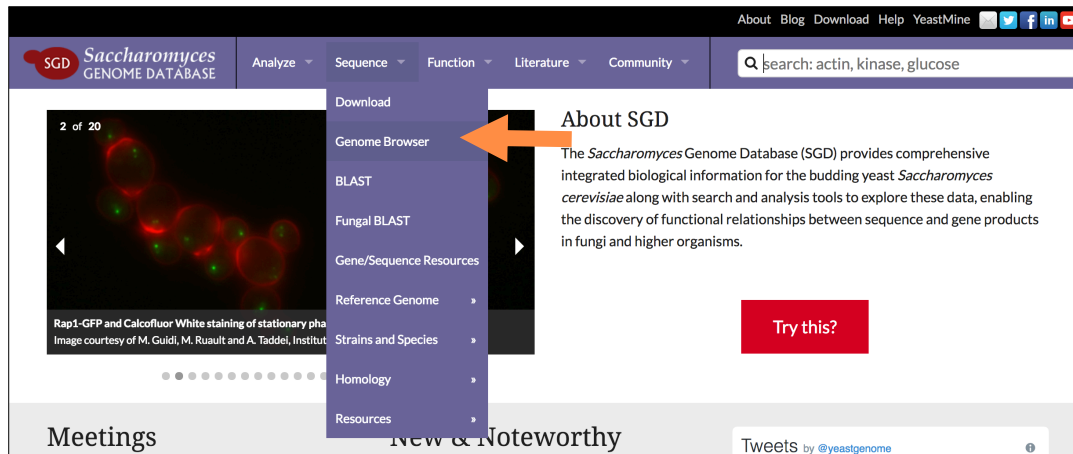 About Blog Download Help YeastMine
SGD Saccharomyces
GENOME DATABASE
Analyze Sequence Function Literature Community
search: actin, kinase, glucose
Download
Genome Browser
BLAST
Fungal BLAST
Gene/Sequence Resources
Reference Genome »
Strains and Species »
Homology »
Resources »
2 of 20
Rap1-GFP and Calcofluor White staining of stationary pha
Image courtesy of M. Guidi, M. Ruault and A. Taddei, Institut
About SGD
The Saccharomyces Genome Database (SGD) provides comprehensive
integrated biological information for the budding yeast Saccharomyces
cerevisiae along with search and analysis tools to explore these data, enabling
the discovery of functional relationships between sequence and gene products
in fungi and higher organisms.
Try this?
Meetings
New & Noteworthy
Tweets by @yeastgenome